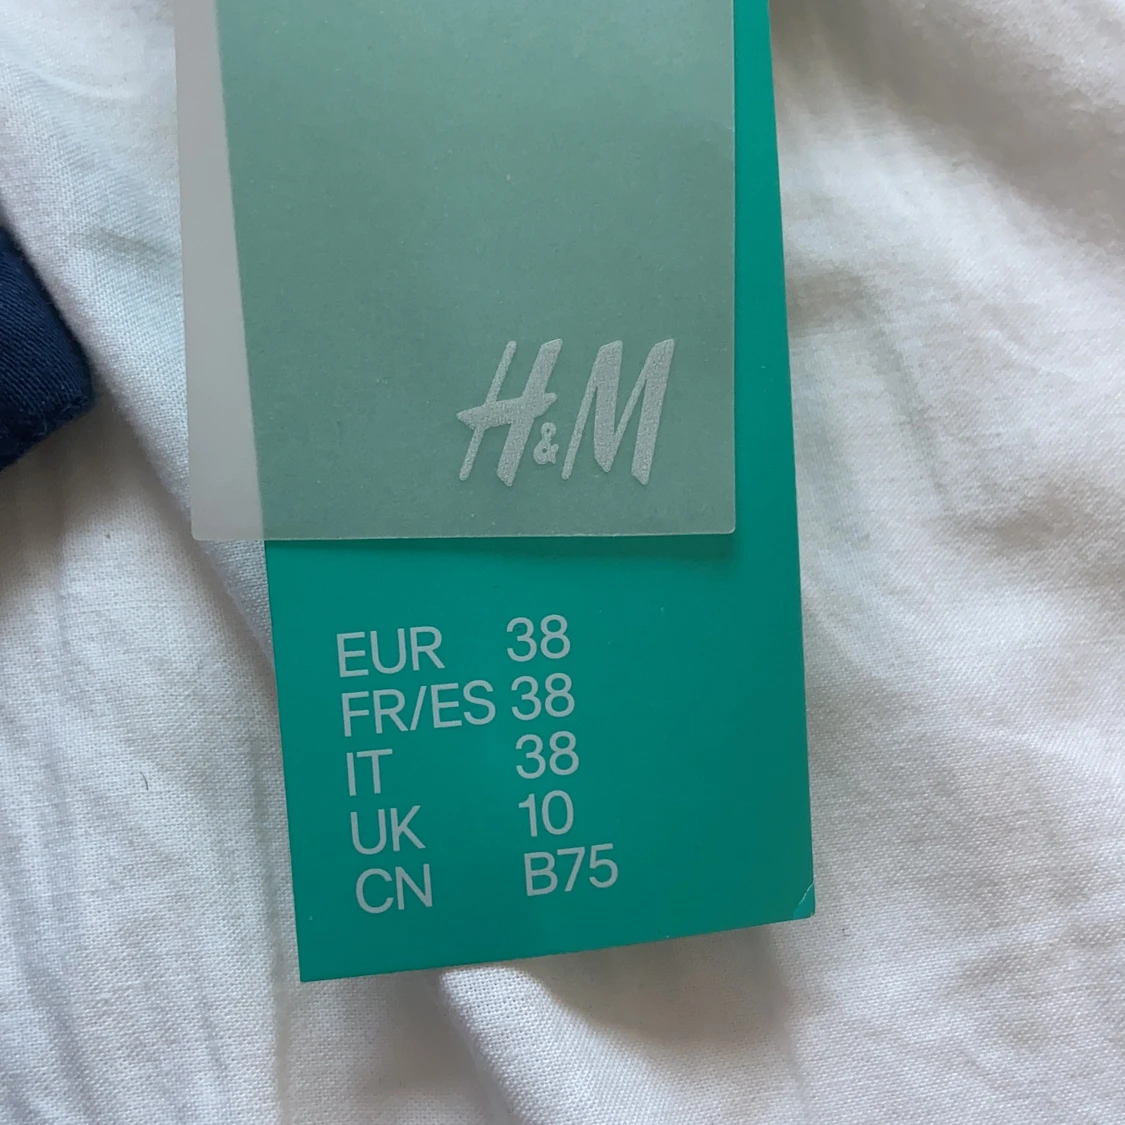 H&M
EUR 38
FR/ES 38
IT 38
UK 10
CN B75